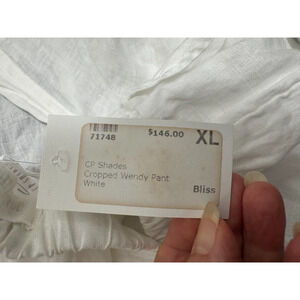 $146.00 XL
71748
CP Shades
Cropped Wendy Pant
White
Bliss